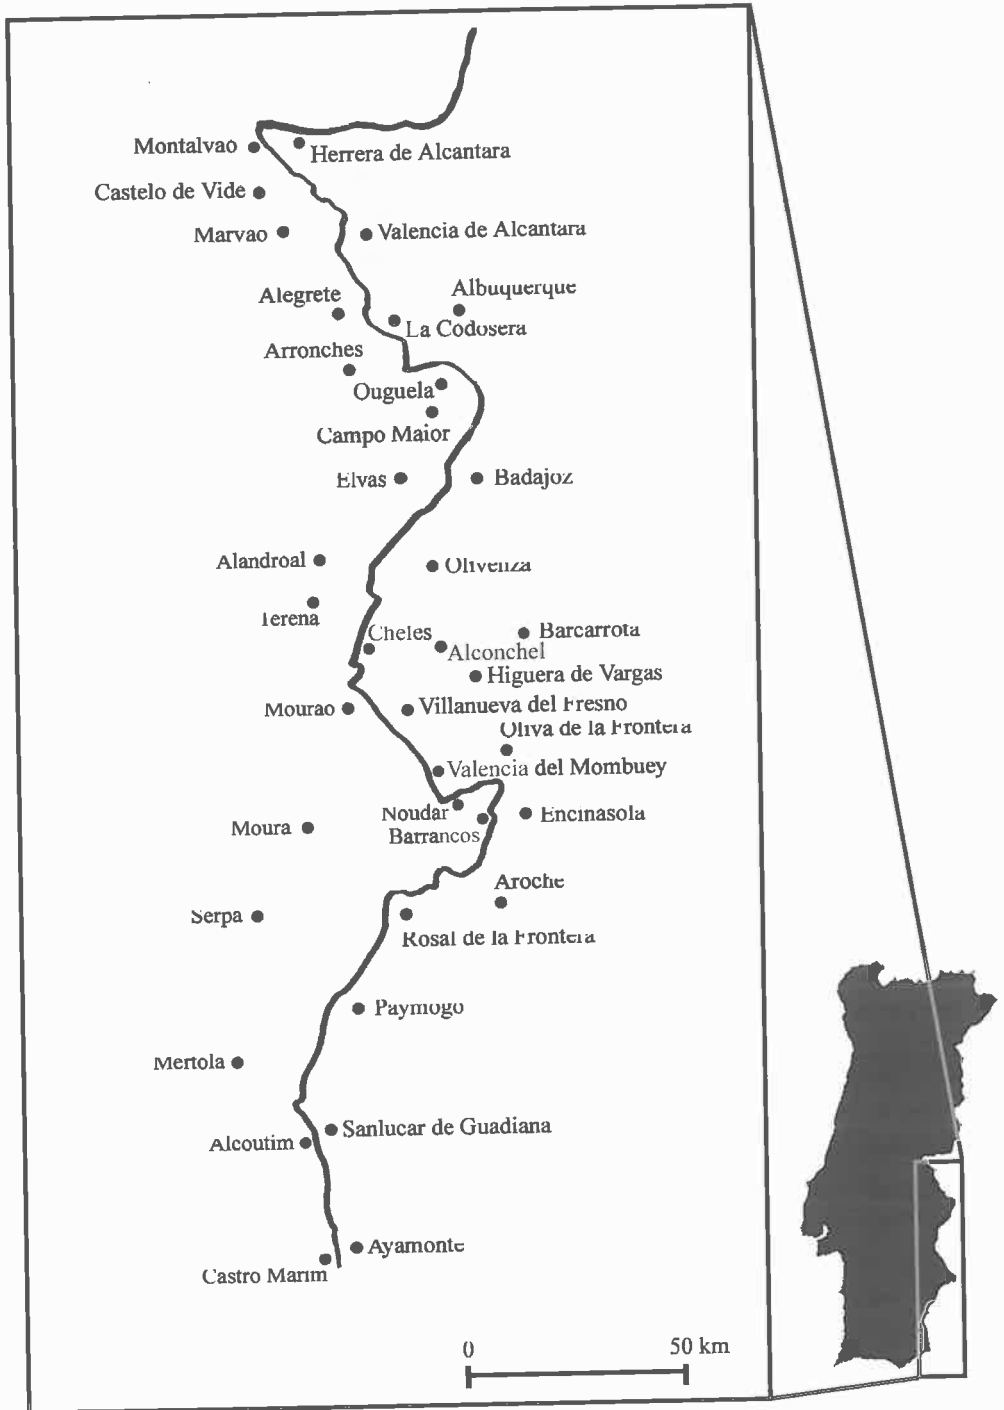 Montalvao
Herrera de Alcantara
Castelo de Vide
Marvao
Valencia de Alcantara
Alegrete
Albuquerque
La Codosera
Arronches
Ouguela
Campo Maior
Elvas
Badajoz
Alandroal
Olivenza
Terena
Cheles
Barcarrota
Alconchel
Higuera de Vargas
Mourao
Villanueva del Fresno
Oliva de la Frontera
Valencia del Mombuey
Noudar
Encinasola
Moura
Barrancos
Aroche
Serpa
Rosal de la Frontera
Paymogo
Mertola
Sanlucar de Guadiana
Alcoutim
Ayamonte
Castro Marim
0
50 km